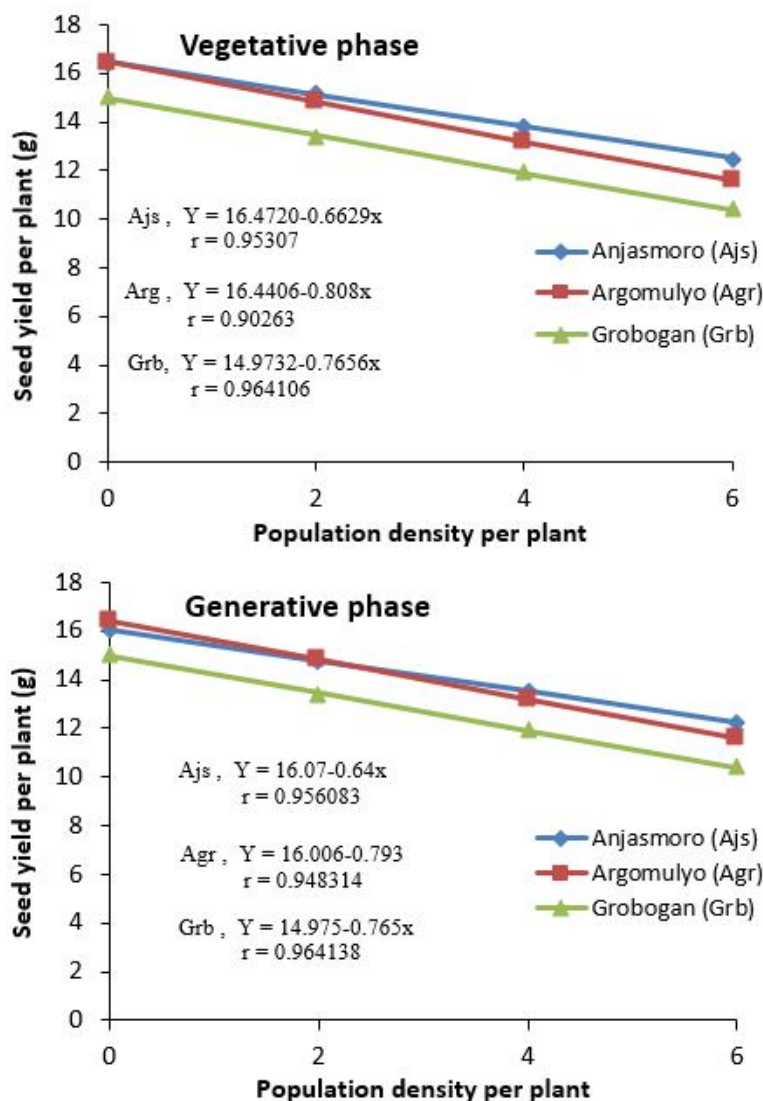 Vegetative phase
Seed yield per plant (g)
18
16
14
12
10
8
6
4
2
0
Ajs , Y = 16.4720-0.6629x
r = 0.95307
Arg , Y = 16.4406-0.808x
r = 0.90263
Grb, Y = 14.9732-0.7656x
r = 0.964106
Anjasmoro (Ajs)
Argomulyo (Agr)
Grobogan (Grb)
0 2 4 6
Population density per plant
Generative phase
Seed yield per plant (g)
18
16
14
12
10
8
6
4
2
0
Ajs , Y = 16.07-0.64x
r = 0.956083
Agr , Y = 16.006-0.793
r = 0.948314
Grb , Y = 14.975-0.765x
r = 0.964138
Anjasmoro (Ajs)
Argomulyo (Agr)
Grobogan (Grb)
0 2 4 6
Population density per plant